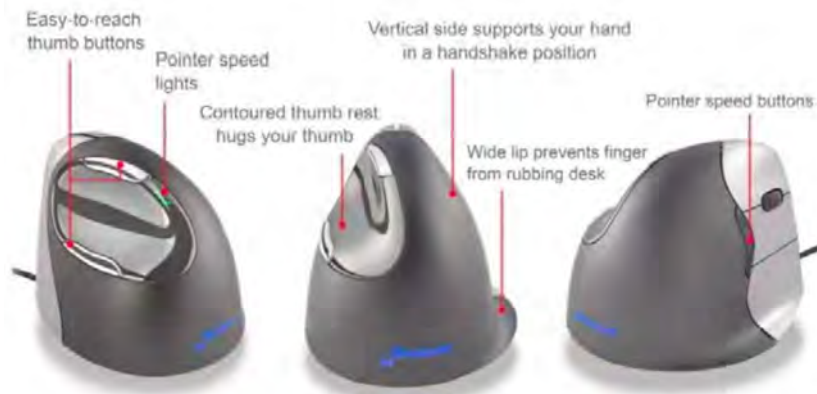 Easy-to-reach
thumb buttons
Pointer speed
lights
Contoured thumb rest
hugs your thumb
Vertical side supports your hand
in a handshake position
Wide lip prevents finger
from rubbing desk
Pointer speed buttons